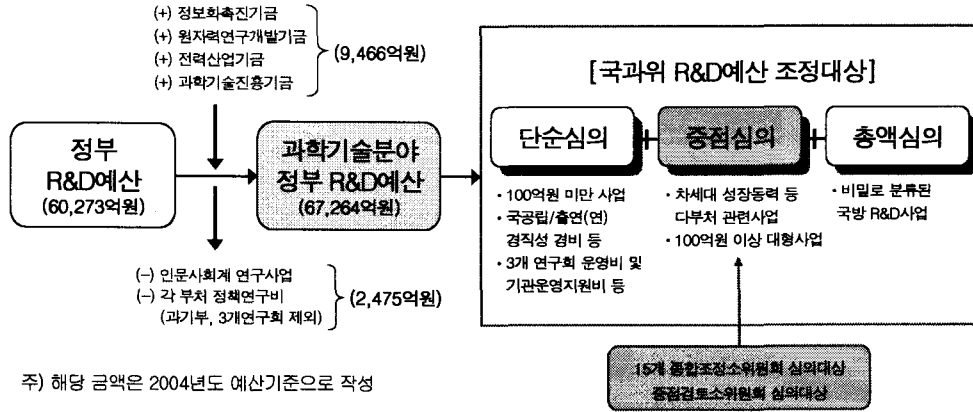 (+) 정보화촉진기금
(+) 원자력연구개발기금
(+) 전력산업기금
(+) 과학기술진흥기금
(9,466억원)
정부
R&D예산
(60,273억원)
과학기술분야
정부 R&D예산
(67,264억원)
(−) 인문사회계 연구사업
(−) 각 부처 정책연구비
(과기부, 3개연구회 제외)
(2,475억원)
[국과위 R&D예산 조정대상]
단순심의
+
중점심의
+
총액심의
• 100억원 미만 사업
• 국공립/출연(연)
경직성 경비 등
• 3개 연구회 운영비 및
기관운영지원비 등
• 차세대 성장동력 등
다부처 관련사업
• 100억원 이상 대형사업
• 비밀로 분류된
국방 R&D사업
15개 종합조정소위원회 심의대상
중점검토소위원회 심의대상
주) 해당 금액은 2004년도 예산기준으로 작성